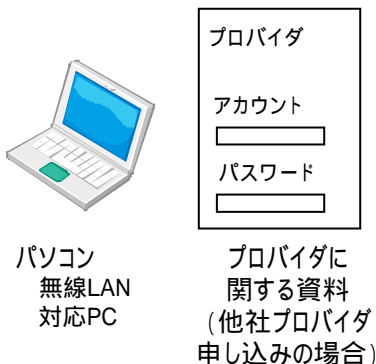 プロバイダ
アカウント
パスワード
パソコン
無線LAN
対応PC
プロバイダに
関する資料
(他社プロバイダ
申し込みの場合)